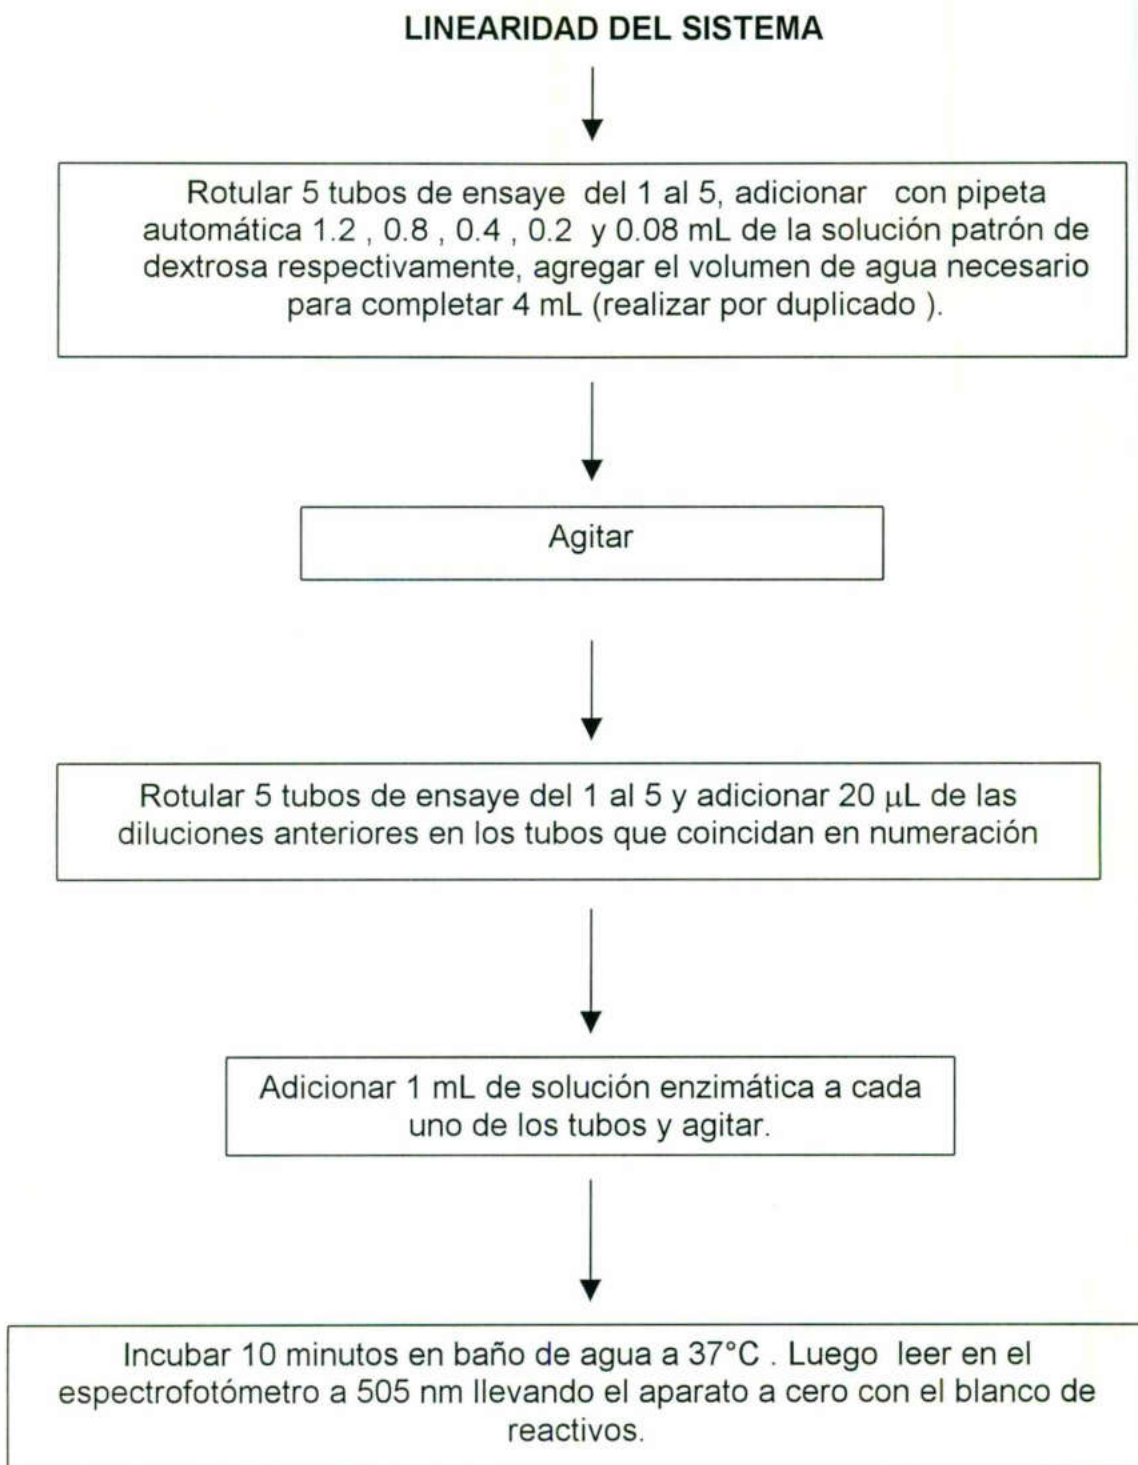 LINEARIDAD DEL SISTEMA
Rotular 5 tubos de ensaye del 1 al 5, adicionar con pipeta
automática 1.2 , 0.8 , 0.4 , 0.2 y 0.08 mL de la solución patrón de
dextrosa respectivamente, agregar el volumen de agua necesario
para completar 4 mL (realizar por duplicado ).
Agitar
Rotular 5 tubos de ensaye del 1 al 5 y adicionar 20 μL de las
diluciones anteriores en los tubos que coincidan en numeración
Adicionar 1 mL de solución enzimática a cada
uno de los tubos y agitar.
Incubar 10 minutos en baño de agua a 37°C . Luego leer en el
espectrofotómetro a 505 nm llevando el aparato a cero con el blanco de
reactivos.